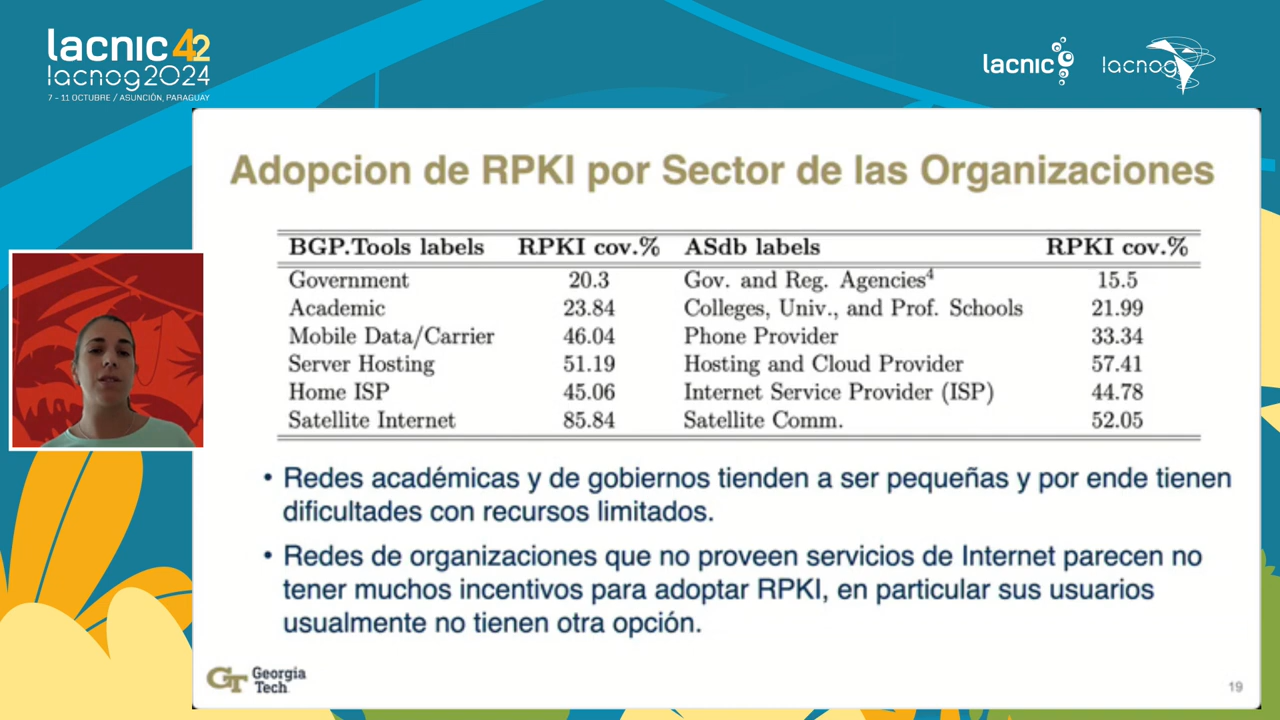 lacnic 42
lacnog 2024
7 - 11 OCTUBRE / ASUNCIÓN, PARAGUAY
lacnic
lacnog
Adopcion de RPKI por Sector de las Organizaciones
BGP.Tools labels RPKI cov.% ASdb labels RPKI cov.%
Government 20.3 Gov. and Reg. Agencies⁴ 15.5
Academic 23.84 Colleges, Univ., and Prof. Schools 21.99
Mobile Data/Carrier 46.04 Phone Provider 33.34
Server Hosting 51.19 Hosting and Cloud Provider 57.41
Home ISP 45.06 Internet Service Provider (ISP) 44.78
Satellite Internet 85.84 Satellite Comm. 52.05
• Redes académicas y de gobiernos tienden a ser pequeñas y por ende tienen
dificultades con recursos limitados.
• Redes de organizaciones que no proveen servicios de Internet parecen no
tener muchos incentivos para adoptar RPKI, en particular sus usuarios
usualmente no tienen otra opción.
GT Georgia
Tech
19